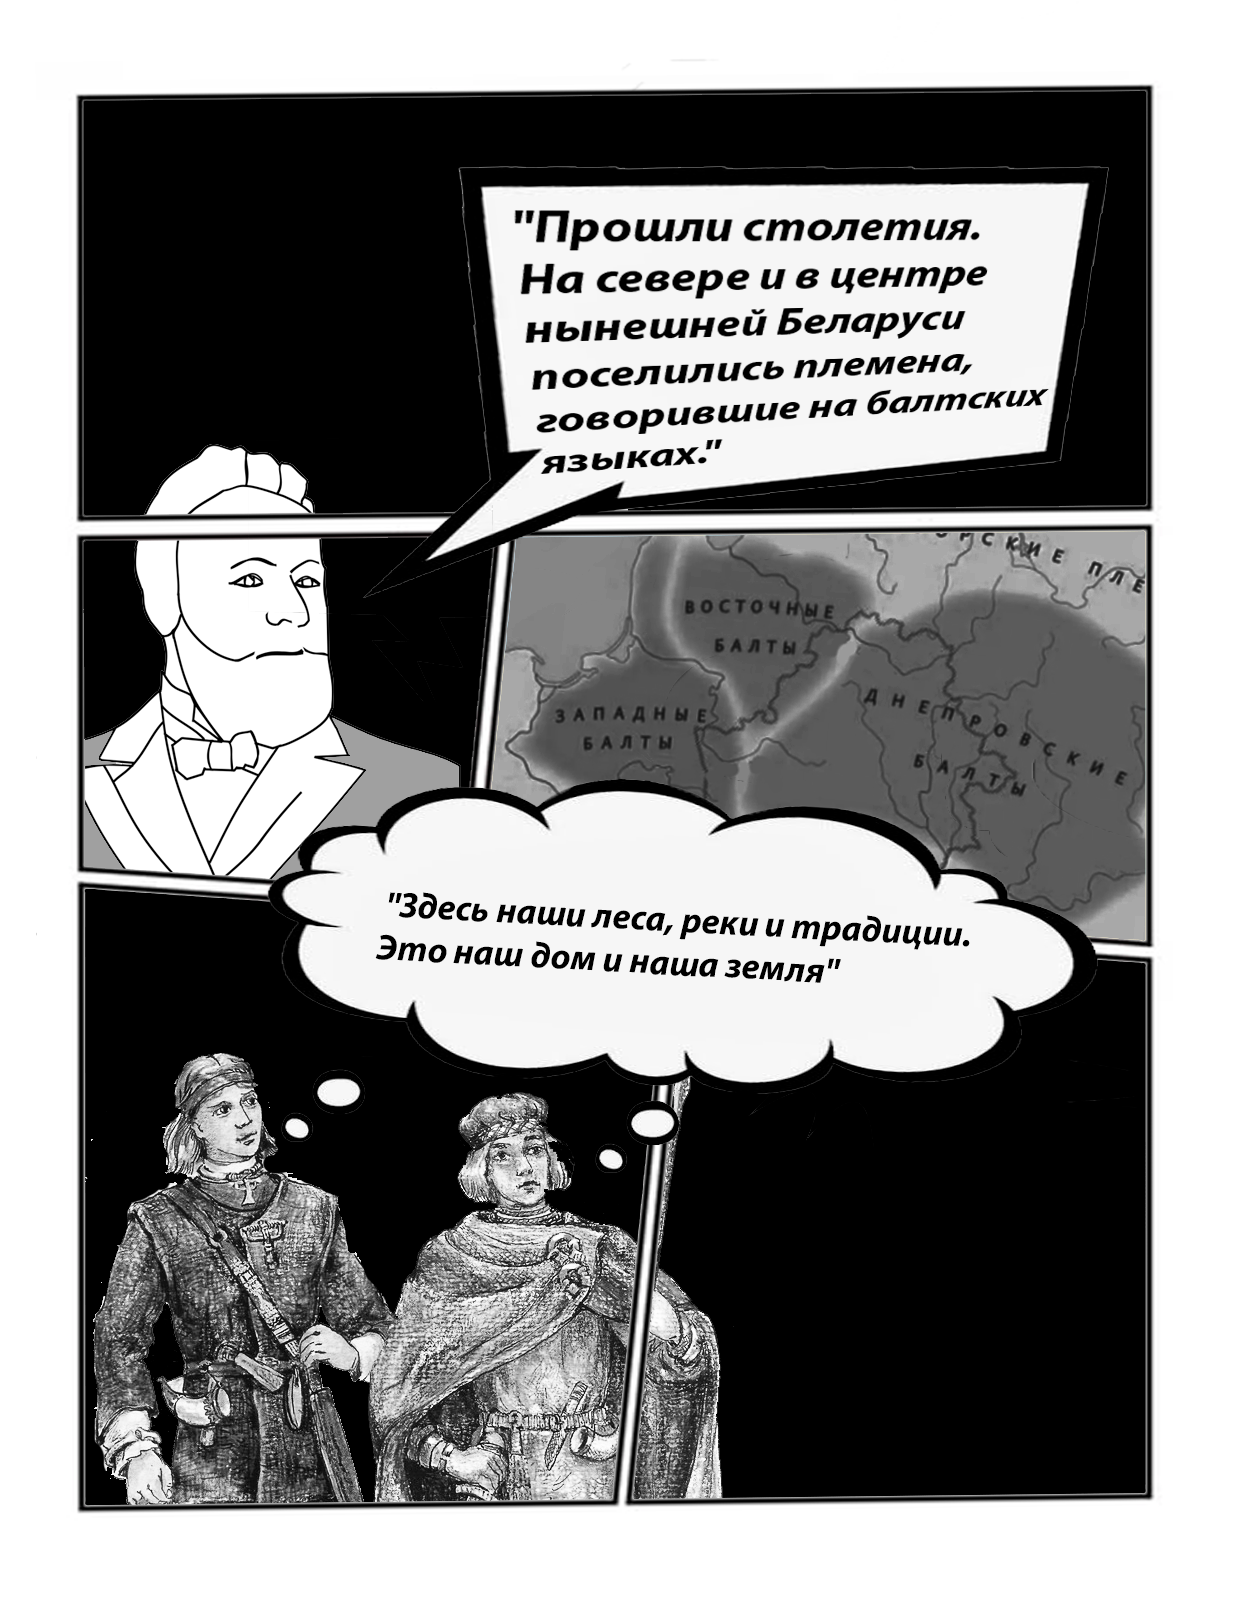 "Прошли столетия.
На севере и в центре
нынешней Беларуси
поселились племена,
говорившие на балтских
языках."
ВОСТОЧНЫЕ
БАЛТЫ
ЗАПАДНЫЕ
БАЛТЫ
ДНЕПРОВСКИЕ
БАЛТЫ
"Здесь наши леса, реки и традиции.
Это наш дом и наша земля"